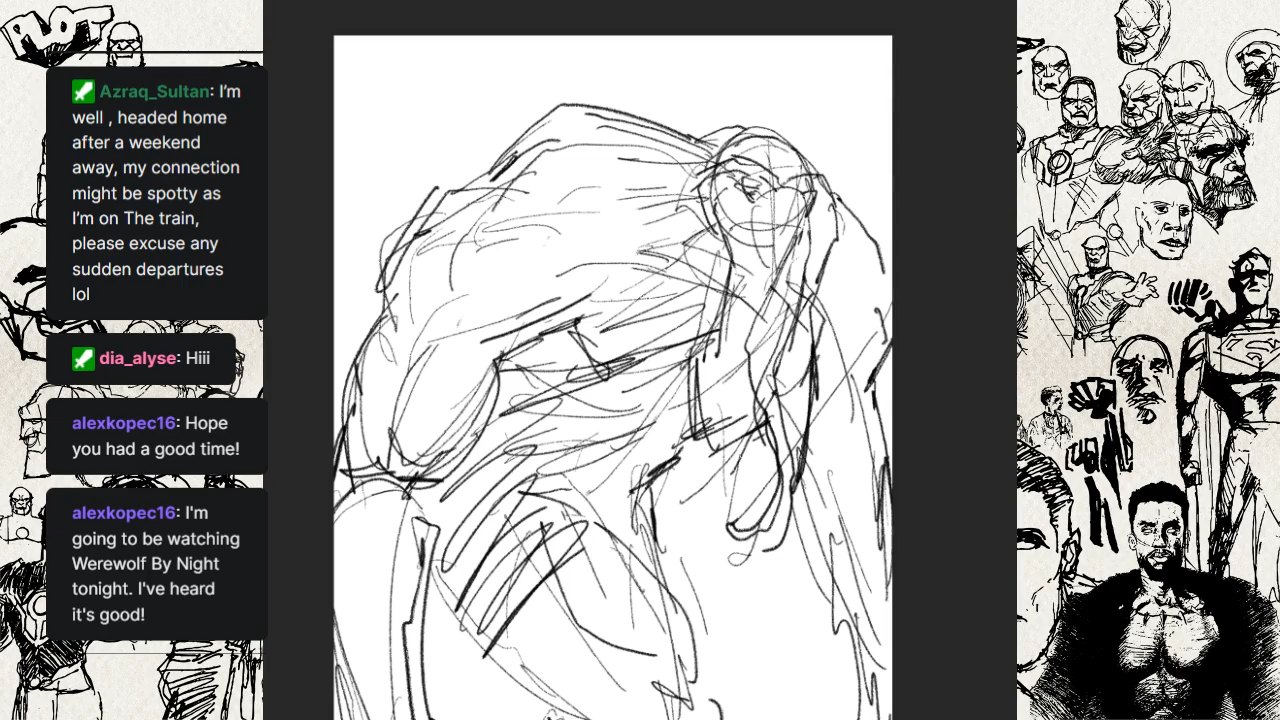 PLOT
Azraq_Sultan: I'm
well , headed home
after a weekend
away, my connection
might be spotty as
I'm on The train,
please excuse any
sudden departures
lol
dia_alyse: Hiii
alexkopec16: Hope
you had a good time!
alexkopec16: I'm
going to be watching
Werewolf By Night
tonight. I've heard
it's good!